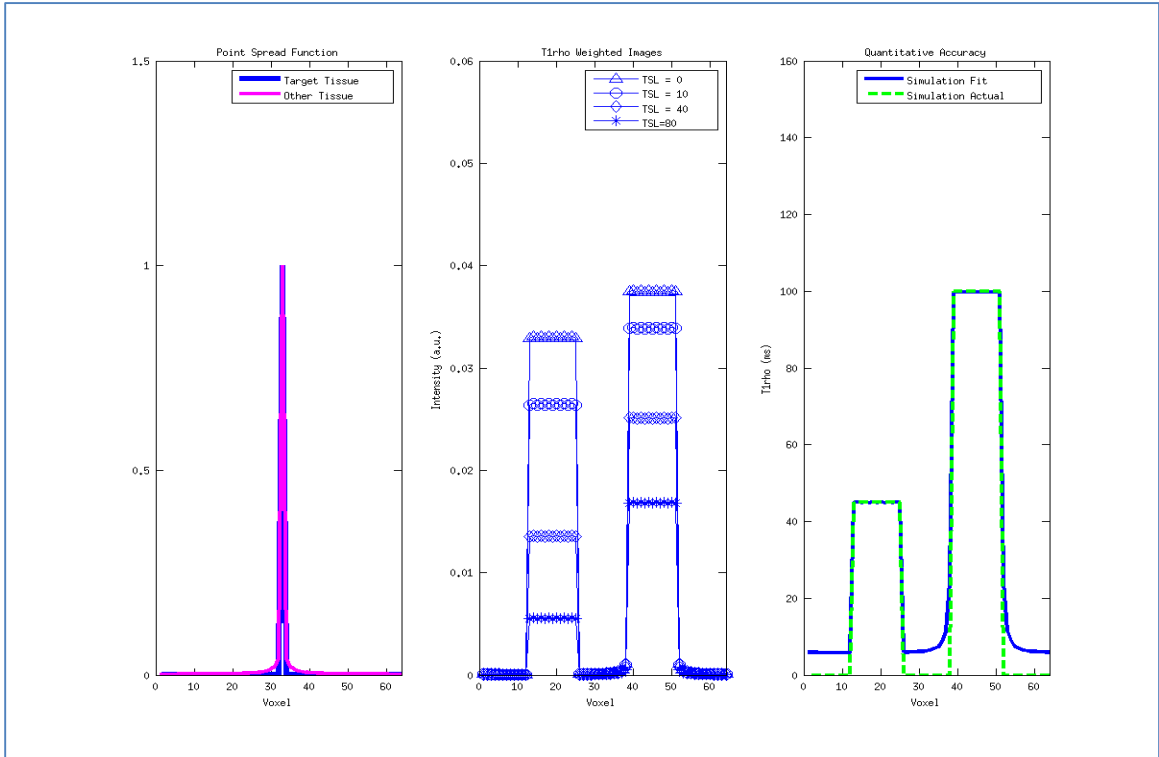 Point Spread Function
1.5
1
0.5
0
0 10 20 30 40 50 60
Voxel
Target Tissue
Other Tissue
T1rho Weighted Images
0.06
0.05
0.04
0.03
0.02
0.01
0
Intensity (a.u.)
0 10 20 30 40 50 60
Voxel
TSL = 0
TSL = 10
TSL = 40
TSL=80
Quantitative Accuracy
160
140
120
100
80
60
40
20
0
T1rho (ms)
0 10 20 30 40 50 60
Voxel
Simulation Fit
Simulation Actual